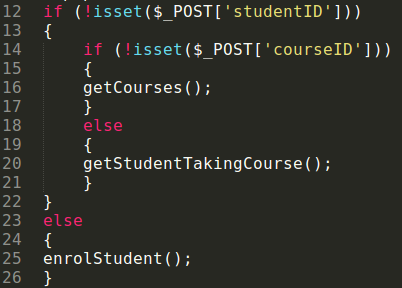 12 if (!isset($_POST['studentID']))
13 {
14     if (!isset($_POST['courseID']))
15     {
16     getCourses();
17     }
18     else
19     {
20     getStudentTakingCourse();
21     }
22 }
23 else
24 {
25 enrolStudent();
26 }